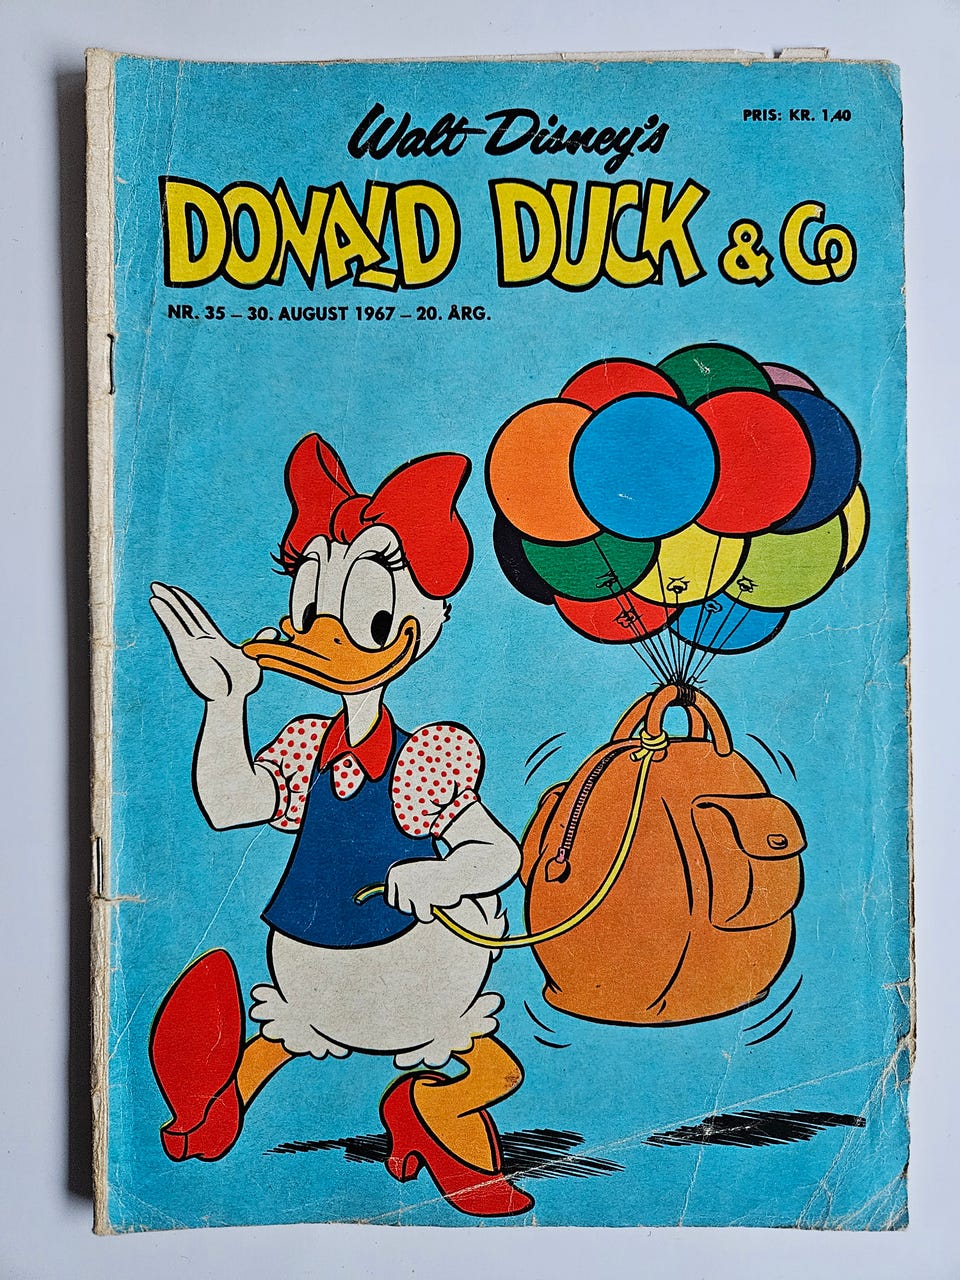 Walt Disney's
PRIS: KR. 1,40
DONALD DUCK & Co
NR. 35 – 30. AUGUST 1967 – 20. ÅRG.